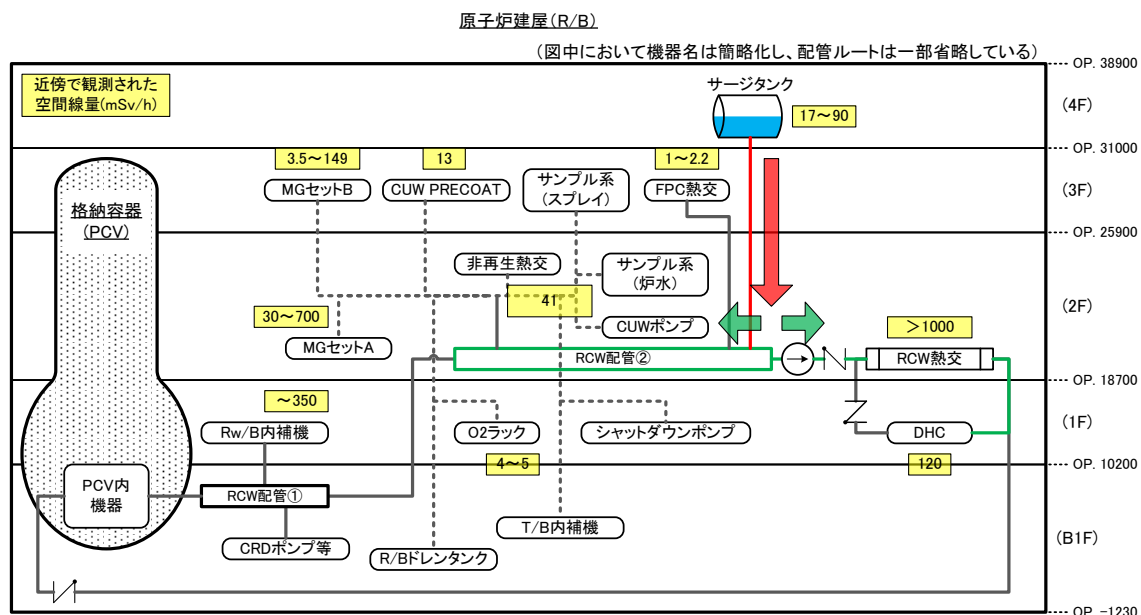 原子炉建屋(R/B)
(図中において機器名は簡略化し、配管ルートは一部省略している)
OP. 38900
近傍で観測された
空間線量(mSv/h)
サージタンク
17～90
(4F)
OP. 31000
3.5～149
13
1～2.2
MGセットB
CUW PRECOAT
サンプル系
(スプレイ)
FPC熱交
(3F)
格納容器
(PCV)
OP. 25900
非再生熱交
サンプル系
(炉水)
41
30～700
MGセットA
CUWポンプ
(2F)
＞1000
RCW配管②
RCW熱交
OP. 18700
～350
Rw/B内補機
O2ラック
シャットダウンポンプ
DHC
(1F)
4～5
120
OP. 10200
PCV内
機器
RCW配管①
T/B内補機
CRDポンプ等
R/Bドレンタンク
(B1F)
OP. -1230